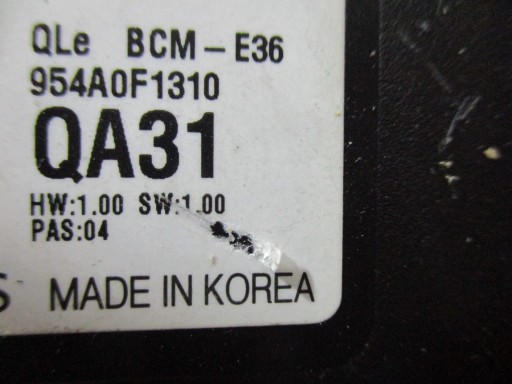 QLe BCM-E36
954A0F1310
QA31
HW:1.00 SW:1.00
PAS:04
S MADE IN KOREA